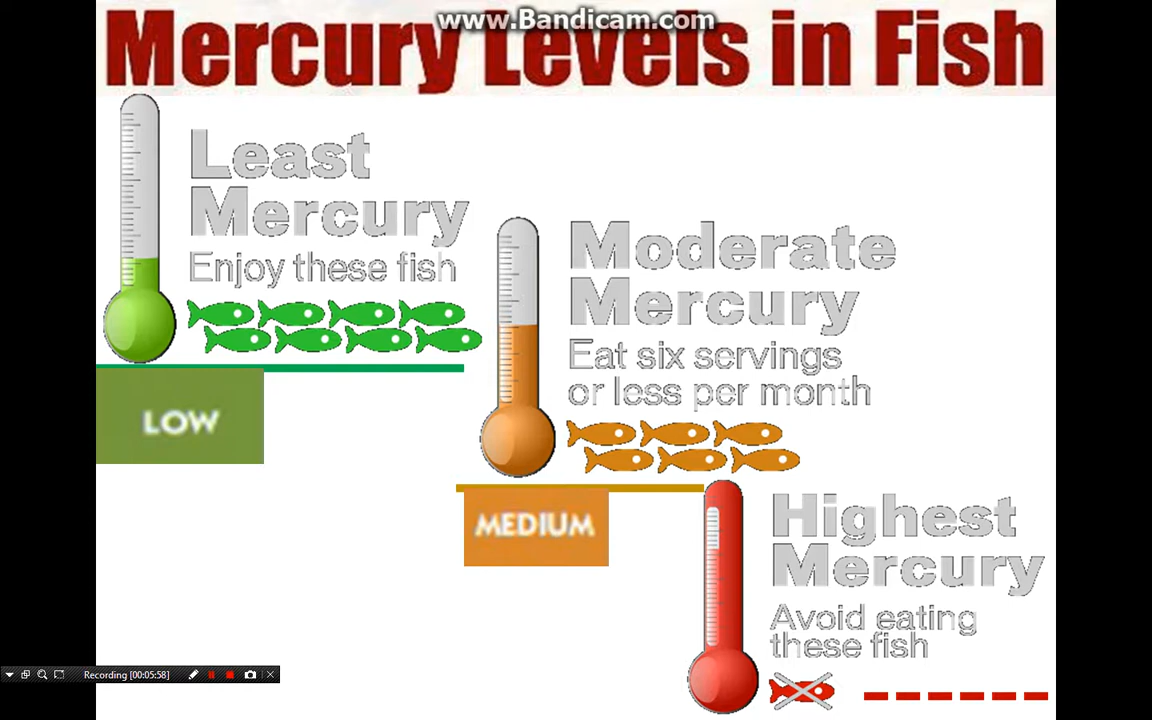 www.Bandicam.com
Mercury Levels in Fish
Least
Mercury
Enjoy these fish
LOW
Moderate
Mercury
Eat six servings
or less per month
MEDIUM
Highest
Mercury
Avoid eating
these fish
Recording [00:05:58]